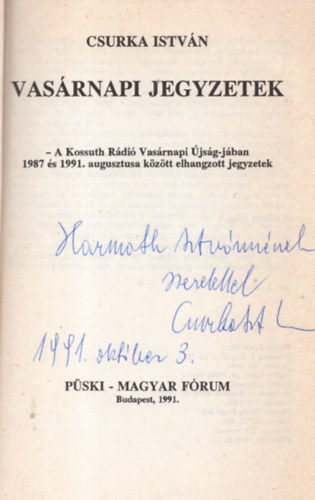 CSURKA ISTVÁN
VASÁRNAPI JEGYZETEK
– A Kossuth Rádió Vasárnapi Újság-jában
1987 és 1991. augusztusa között elhangzott jegyzetek
Harmath Istvánnénak
szeretettel
Csurka I
1991. október 3.
PÜSKI - MAGYAR FÓRUM
Budapest, 1991.